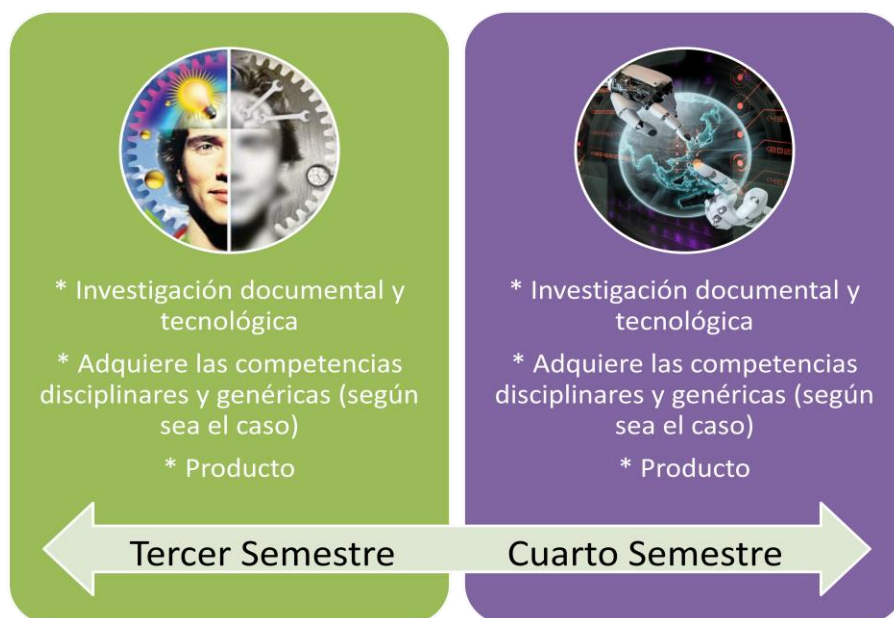 * Investigación documental y
tecnológica
* Adquiere las competencias
disciplinares y genéricas (según
sea el caso)
* Producto
* Investigación documental y
tecnológica
* Adquiere las competencias
disciplinares y genéricas (según
sea el caso)
* Producto
Tercer Semestre
Cuarto Semestre